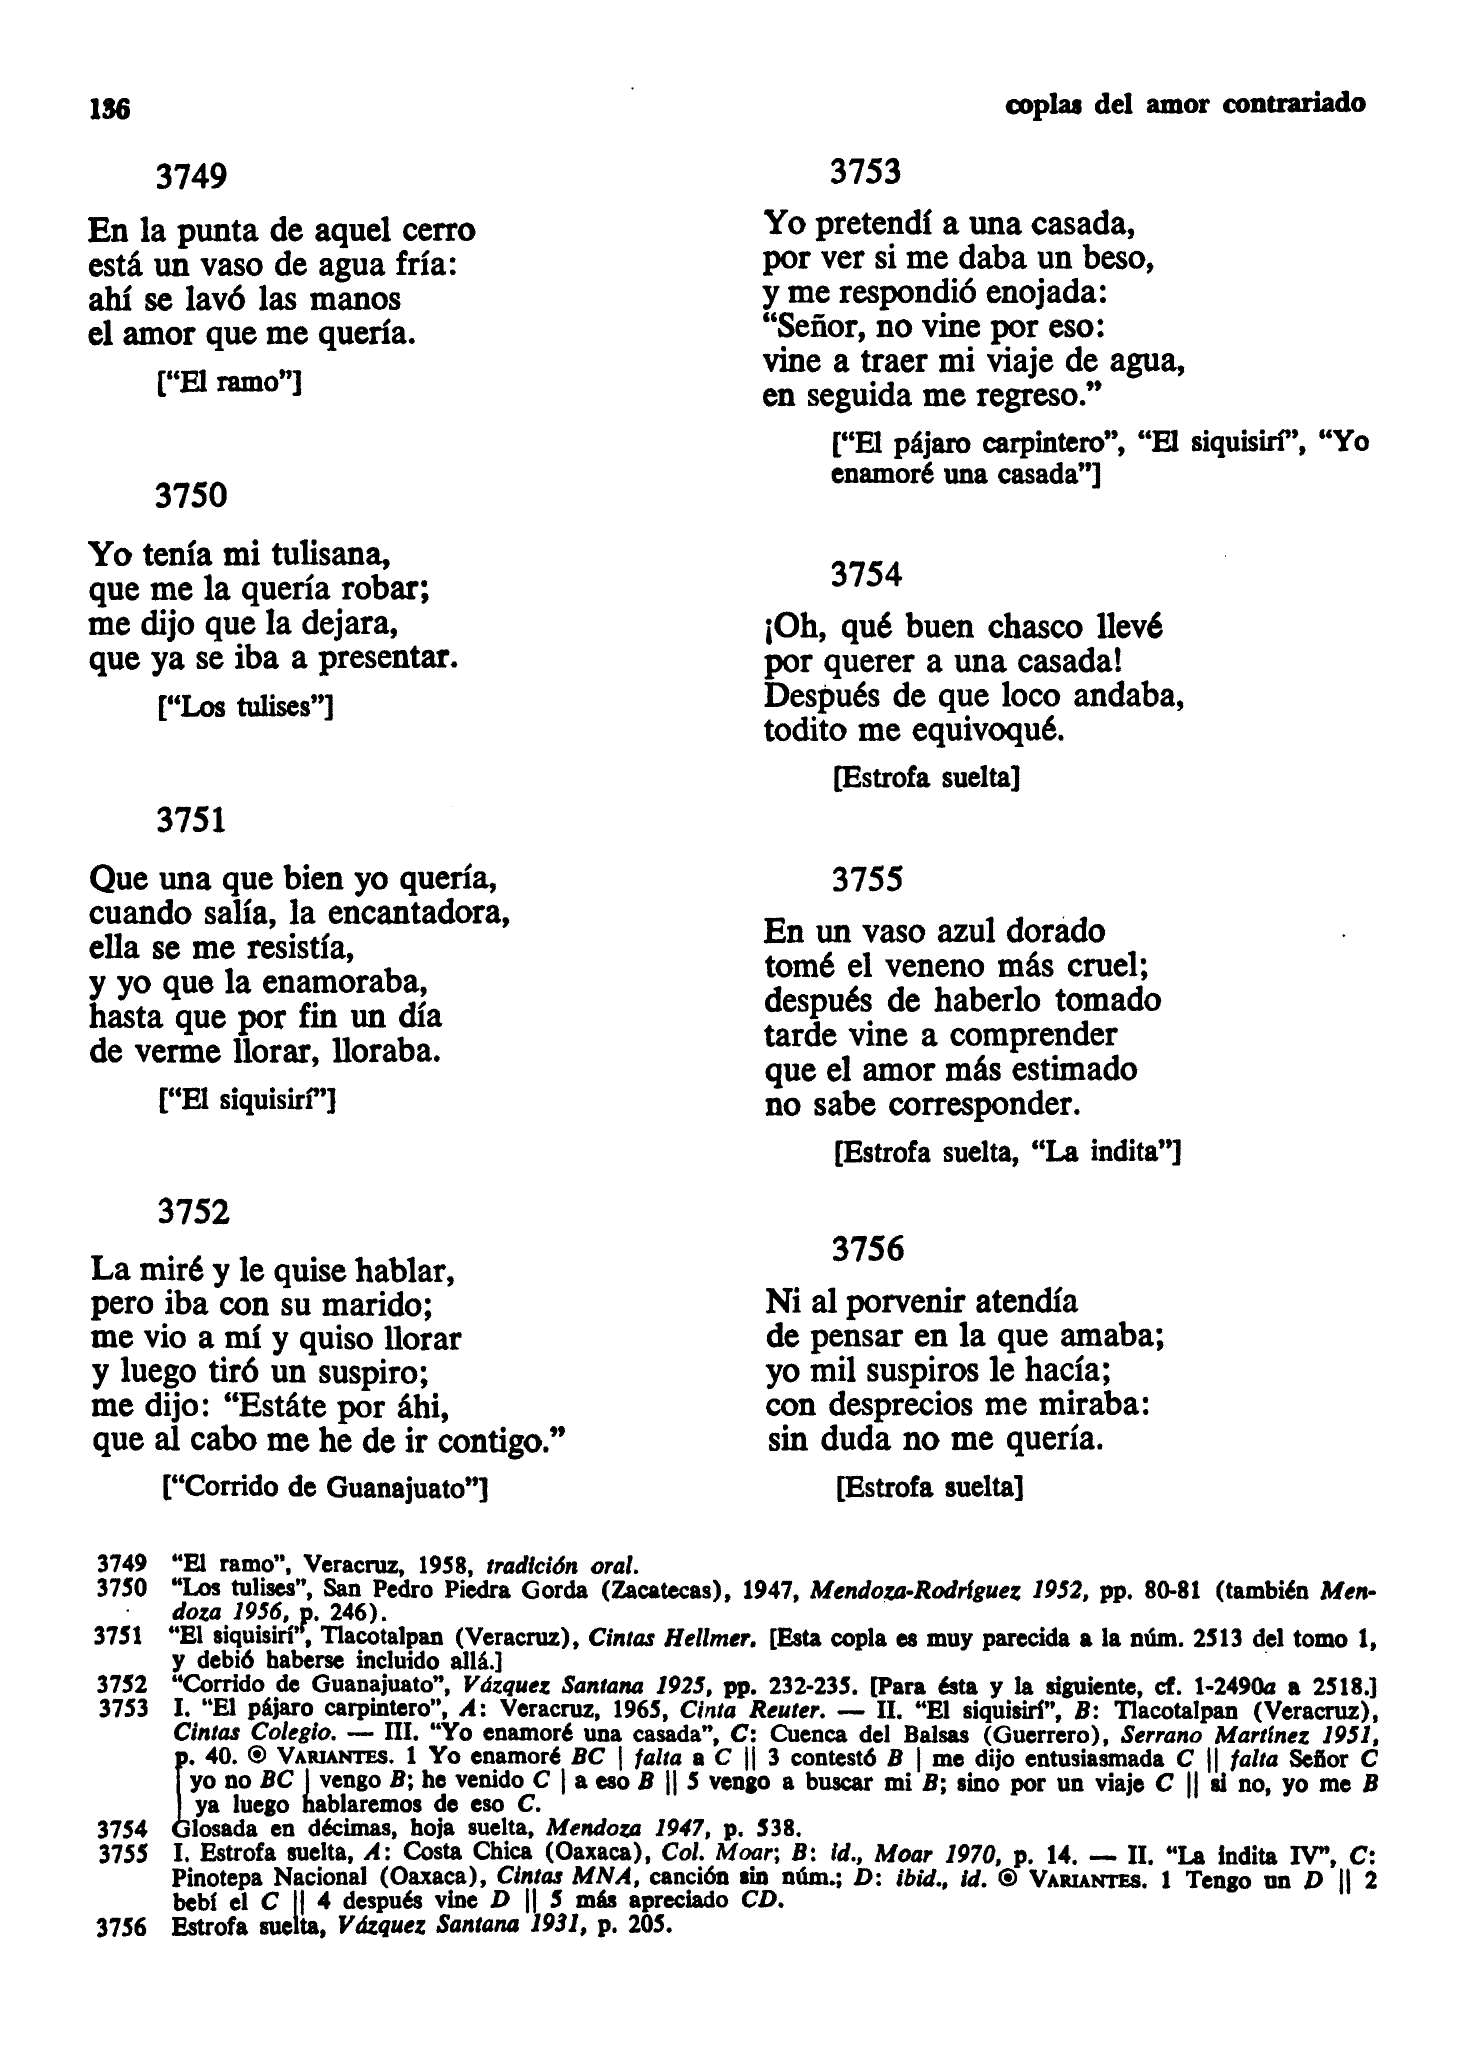 136
coplas del amor contrariado
3749
En la punta de aquel cerro
está un vaso de agua fría:
ahí se lavó las manos
el amor que me quería.
[“El ramo”]
3750
Yo tenía mi tulisana,
que me la quería robar;
me dijo que la dejara,
que ya se iba a presentar.
[“Los tulises”]
3751
Que una que bien yo quería,
cuando salía, la encantadora,
ella se me resistía,
y yo que la enamoraba,
hasta que por fin un día
de verme llorar, lloraba.
[“El siquisirí”]
3752
La miré y le quise hablar,
pero iba con su marido;
me vio a mí y quiso llorar
y luego tiró un suspiro;
me dijo: “Estáte por áhi,
que al cabo me he de ir contigo.”
[“Corrido de Guanajuato”]
3753
Yo pretendí a una casada,
por ver si me daba un beso,
y me respondió enojada:
“Señor, no vine por eso:
vine a traer mi viaje de agua,
en seguida me regreso.”
[“El pájaro carpintero”, “El siquisirí”, “Yo
enamoré una casada”]
3754
¡Oh, qué buen chasco llevé
por querer a una casada!
Después de que loco andaba,
todito me equivoqué.
[Estrofa suelta]
3755
En un vaso azul dorado
tomé el veneno más cruel;
después de haberlo tomado
tarde vine a comprender
que el amor más estimado
no sabe corresponder.
[Estrofa suelta, “La indita”]
3756
Ni al porvenir atendía
de pensar en la que amaba;
yo mil suspiros le hacía;
con desprecios me miraba:
sin duda no me quería.
[Estrofa suelta]
3749 “El ramo”, Veracruz, 1958, tradición oral.
3750 “Los tulises”, San Pedro Piedra Gorda (Zacatecas), 1947, Mendoza-Rodríguez 1952, pp. 80-81 (también Men-
doza 1956, p. 246).
3751 “El siquisirí”, Tlacotalpan (Veracruz), Cintas Hellmer. [Esta copla es muy parecida a la núm. 2513 del tomo 1,
y debió haberse incluido allá.]
3752 “Corrido de Guanajuato”, Vázquez Santana 1925, pp. 232-235. [Para ésta y la siguiente, cf. 1-2490a a 2518.]
3753 I. “El pájaro carpintero”, A: Veracruz, 1965, Cinta Reuter. — II. “El siquisirí”, B: Tlacotalpan (Veracruz),
Cintas Colegio. — III. “Yo enamoré una casada”, C: Cuenca del Balsas (Guerrero), Serrano Martínez 1951,
p. 40. ® VARIANTES. 1 Yo enamoré BC | falta a C || 3 contestó B | me dijo entusiasmada C || falta Señor C
| yo no BC | vengo B; he venido C | a eso B || 5 vengo a buscar mi B; sino por un viaje C || si no, yo me B
| ya luego hablaremos de eso C.
3754 Glosada en décimas, hoja suelta, Mendoza 1947, p. 538.
3755 I. Estrofa suelta, A: Costa Chica (Oaxaca), Col. Moar; B: id., Moar 1970, p. 14. — II. “La indita IV”, C:
Pinotepa Nacional (Oaxaca), Cintas MNA, canción sin núm.; D: ibid., id. ® VARIANTES. 1 Tengo un D || 2
bebí el C || 4 después vine D || 5 más apreciado CD.
3756 Estrofa suelta, Vázquez Santana 1931, p. 205.